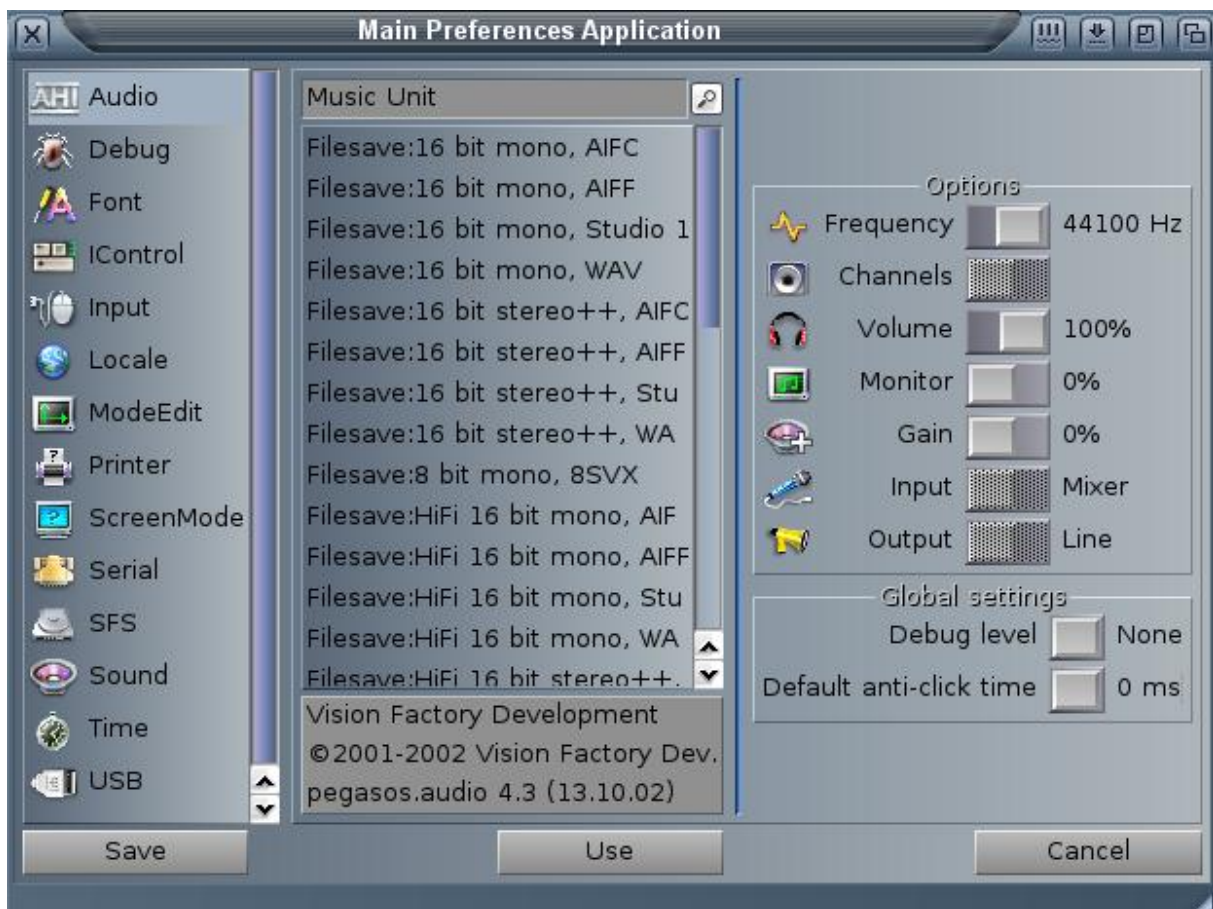 Main Preferences Application
AHI Audio
Debug
Font
IControl
Input
Locale
ModeEdit
Printer
ScreenMode
Serial
SFS
Sound
Time
USB
Music Unit
Filesave:16 bit mono, AIFC
Filesave:16 bit mono, AIFF
Filesave:16 bit mono, Studio 1
Filesave:16 bit mono, WAV
Filesave:16 bit stereo++, AIFC
Filesave:16 bit stereo++, AIFF
Filesave:16 bit stereo++, Stu
Filesave:16 bit stereo++, WA
Filesave:8 bit mono, 8SVX
Filesave:HiFi 16 bit mono, AIF
Filesave:HiFi 16 bit mono, AIFF
Filesave:HiFi 16 bit mono, Stu
Filesave:HiFi 16 bit mono, WA
Filesave:HiFi 16 bit stereo++,
Vision Factory Development
©2001-2002 Vision Factory Dev.
pegasos.audio 4.3 (13.10.02)
Options
Frequency 44100 Hz
Channels
Volume 100%
Monitor 0%
Gain 0%
Input Mixer
Output Line
Global settings
Debug level None
Default anti-click time 0 ms
Save
Use
Cancel